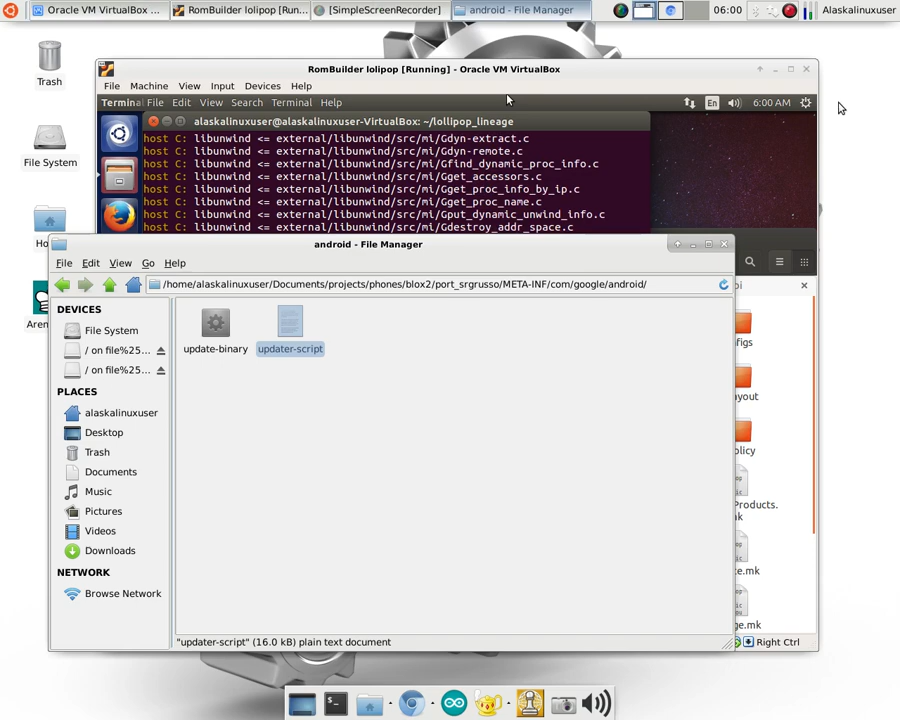 Oracle VM VirtualBox ...
RomBuilder lolipop [Run...
[SimpleScreenRecorder]
android - File Manager
06:00
Alaskalinuxuser
Trash
File System
Ho
Aren
RomBuilder lolipop [Running] - Oracle VM VirtualBox
File Machine View Input Devices Help
Termina File Edit View Search Terminal Help
En
6:00 AM
alaskalinuxuser@alaskalinuxuser-VirtualBox: ~/lollipop_lineage
host C: libunwind <= external/libunwind/src/mi/Gdyn-extract.c
host C: libunwind <= external/libunwind/src/mi/Gdyn-remote.c
host C: libunwind <= external/libunwind/src/mi/Gfind_dynamic_proc_info.c
host C: libunwind <= external/libunwind/src/mi/Gget_accessors.c
host C: libunwind <= external/libunwind/src/mi/Gget_proc_info_by_ip.c
host C: libunwind <= external/libunwind/src/mi/Gget_proc_name.c
host C: libunwind <= external/libunwind/src/mi/Gput_dynamic_unwind_info.c
host C: libunwind <= external/libunwind/src/mi/Gdestroy_addr_space.c
android - File Manager
File Edit View Go Help
/home/alaskalinuxuser/Documents/projects/phones/blox2/port_srgrusso/META-INF/com/google/android/
DEVICES
File System
/ on file%25...
/ on file%25...
PLACES
alaskalinuxuser
Desktop
Trash
Documents
Music
Pictures
Videos
Downloads
NETWORK
Browse Network
update-binary
updater-script
"updater-script" (16.0 kB) plain text document
figs
ayout
olicy
Products.
nk
ze.mk
ge.mk
Right Ctrl